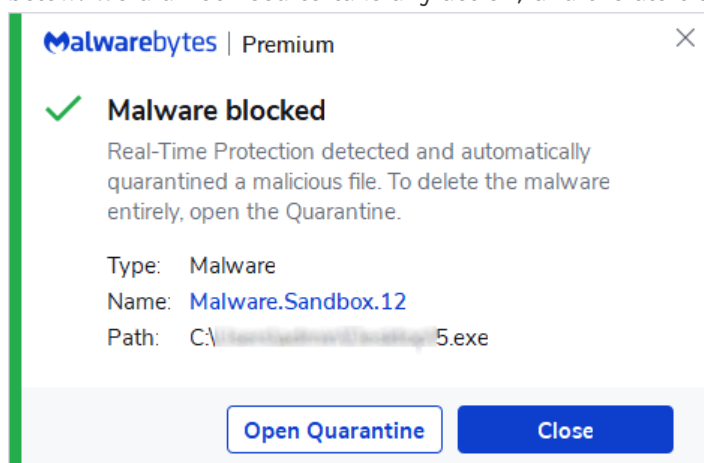 Malwarebytes | Premium
Malware blocked
Real-Time Protection detected and automatically
quarantined a malicious file. To delete the malware
entirely, open the Quarantine.
Type: Malware
Name: Malware.Sandbox.12
Path: C:\ 5.exe
Open Quarantine
Close